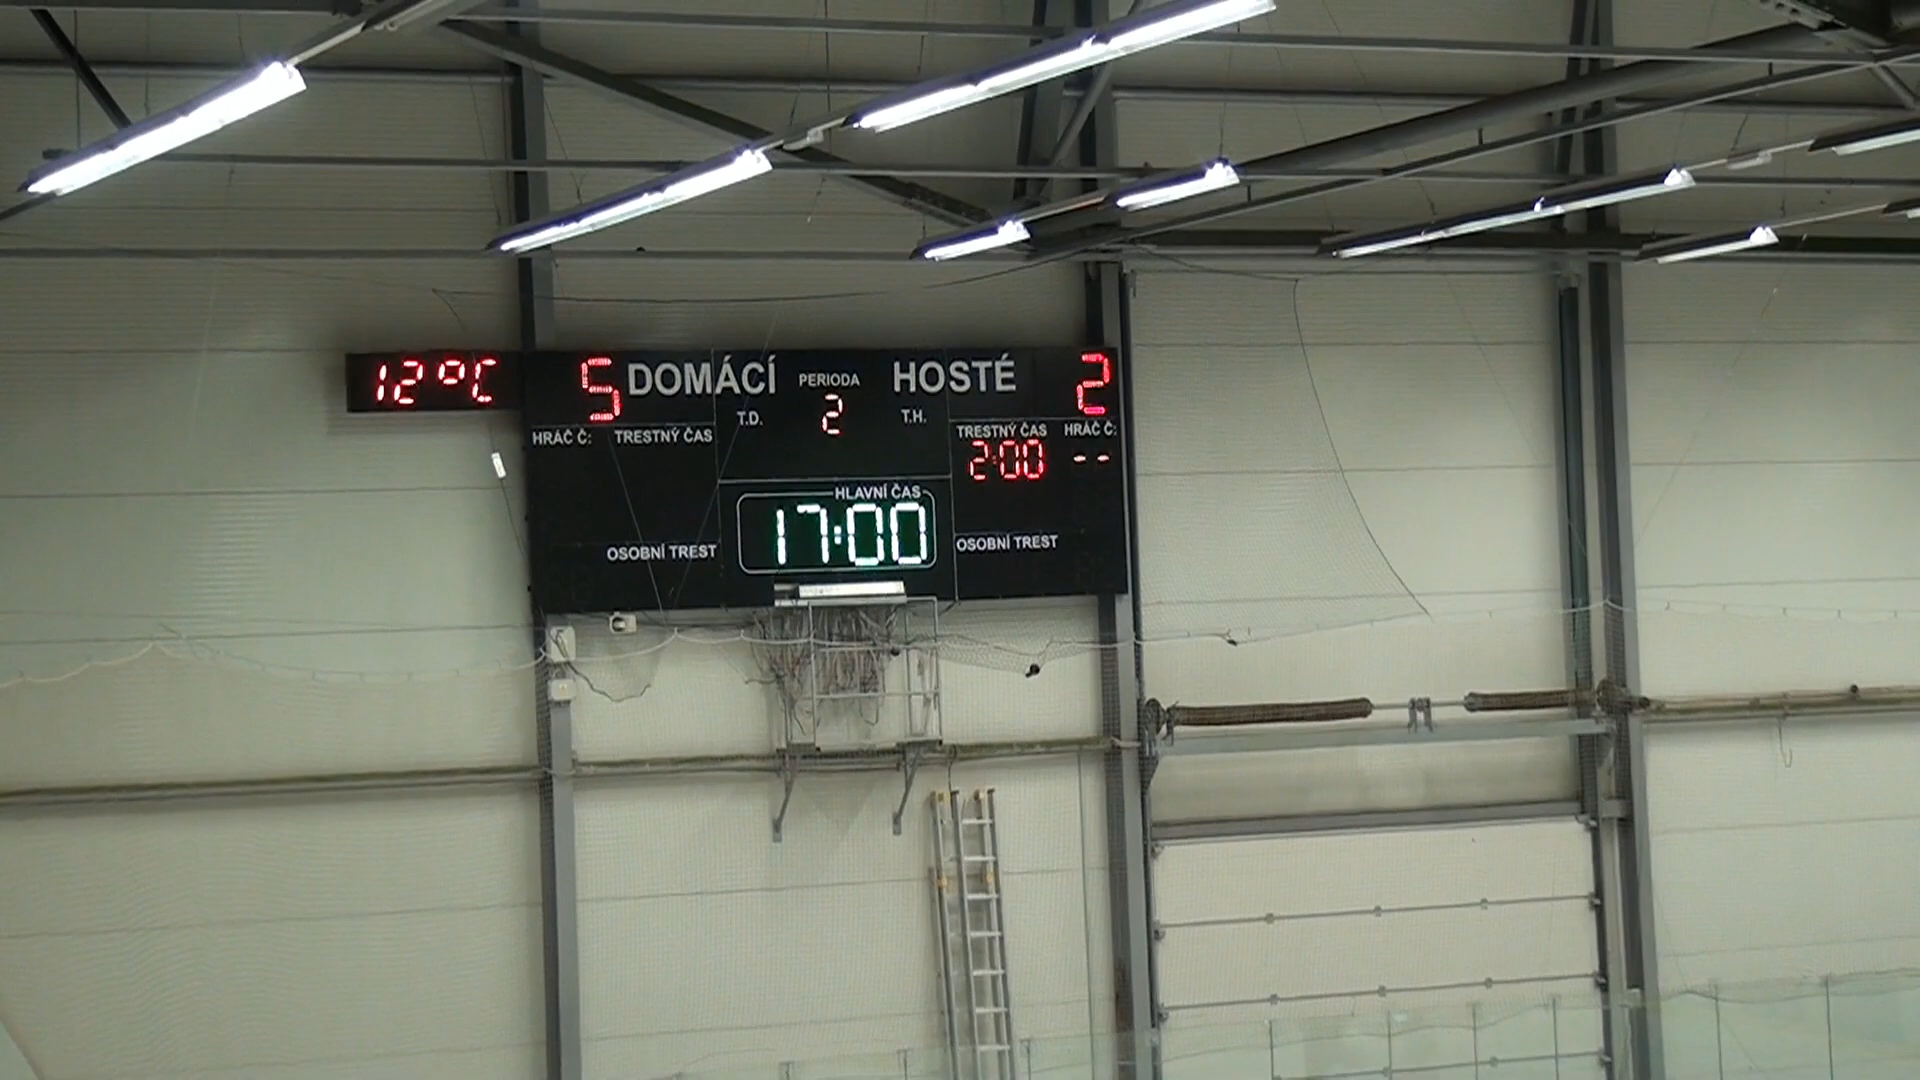 12°C
5 DOMÁCÍ PERIODA HOSTÉ 2
T.D. 2 T.H.
HRÁČ Č: TRESTNÝ ČAS
TRESTNÝ ČAS HRÁČ Č:
2:00 --
HLAVNÍ ČAS
17:00
OSOBNÍ TREST
OSOBNÍ TREST